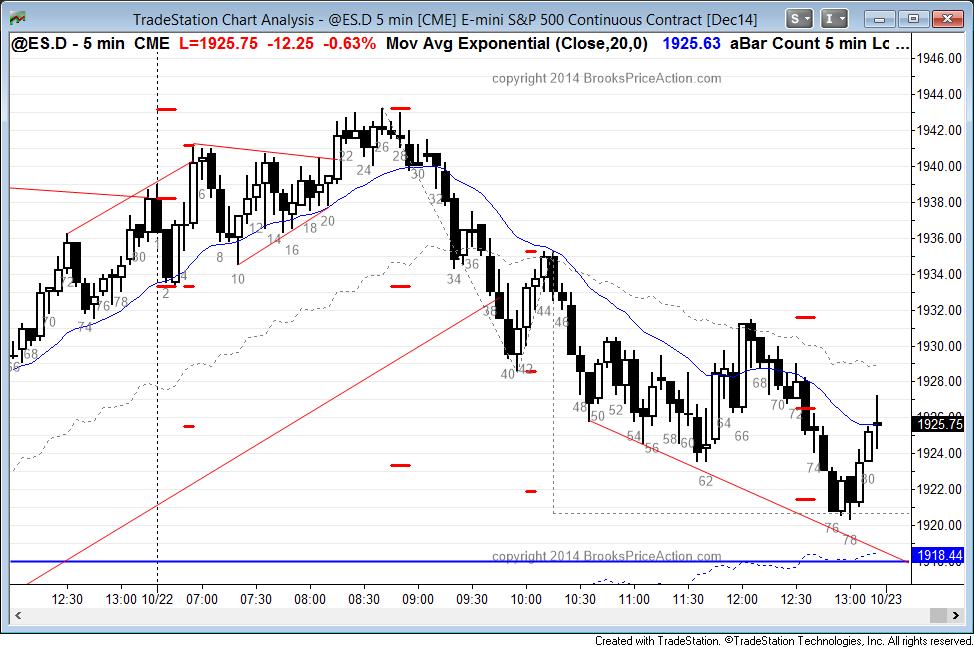 TradeStation Chart Analysis - @ES.D 5 min [CME] E-mini S&P 500 Continuous Contract [Dec14]
S I
@ES.D - 5 min CME L=1925.75 -12.25 -0.63% Mov Avg Exponential (Close,20,0) 1925.63 aBar Count 5 min Lc ...
copyright 2014 BrooksPriceAction.com
1946.00
1944.00
1942.00
1940.00
1938.00
1936.00
1934.00
1932.00
1930.00
1928.00
1925.75
1924.00
1922.00
1920.00
1918.44
68 70 72 74 76 78 80
2 4 6 8 10 12 14 16 18 20 22 24 26 28 30 32 34 36 38 40 42 44 46 48 50 52 54 56 58 60 62 64 66 68 70 72 74 76 78 80
copyright 2014 BrooksPriceAction.com
12:30 13:00 10/22 07:00 07:30 08:00 08:30 09:00 09:30 10:00 10:30 11:00 11:30 12:00 12:30 13:00 10/23
Created with TradeStation. ©TradeStation Technologies, Inc. All rights reserved.